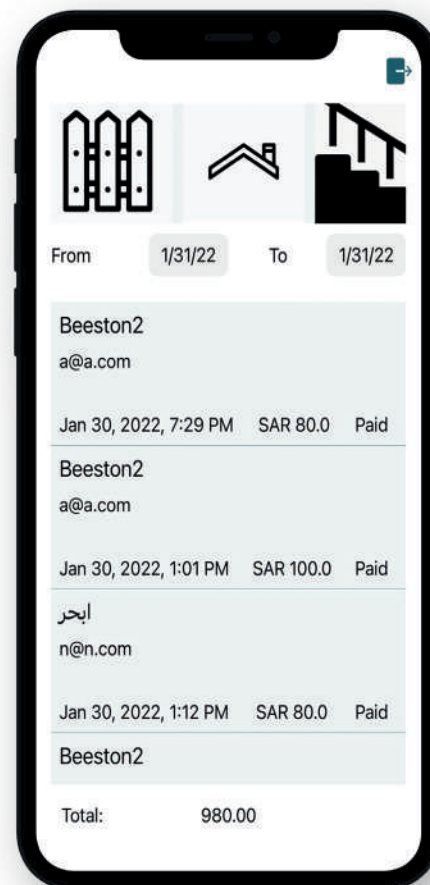 From 1/31/22 To 1/31/22
Beeston2
a@a.com
Jan 30, 2022, 7:29 PM SAR 80.0 Paid
Beeston2
a@a.com
Jan 30, 2022, 1:01 PM SAR 100.0 Paid
ابحر
n@n.com
Jan 30, 2022, 1:12 PM SAR 80.0 Paid
Beeston2
Total: 980.00